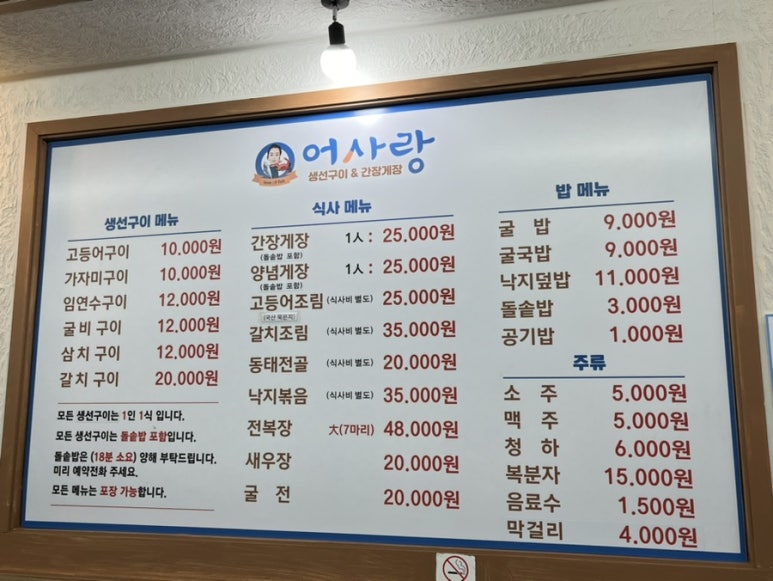 어사랑
생선구이 & 간장게장
생선구이 메뉴
고등어구이 10.000원
가자미구이 10.000원
임연수구이 12.000원
굴비 구이 12.000원
삼치 구이 12.000원
갈치 구이 20.000원
모든 생선구이는 1인 1식 입니다.
모든 생선구이는 돌솥밥 포함입니다.
돌솥밥은 (18분 소요) 양해 부탁드립니다.
미리 예약전화 주세요.
모든 메뉴는 포장 가능합니다.
식사 메뉴
간장게장 1人 : 25.000원
(돌솥밥 포함)
양념게장 1人 : 25.000원
(돌솥밥 포함)
고등어조림 (식사비 별도) 25.000원
(국산 묵은지)
갈치조림 (식사비 별도) 35.000원
동태전골 (식사비 별도) 20.000원
낙지볶음 (식사비 별도) 35.000원
전복장 大(7마리) 48.000원
새우장 20.000원
굴 전 20.000원
밥 메뉴
굴 밥 9.000원
굴국밥 9.000원
낙지덮밥 11.000원
돌솥밥 3.000원
공기밥 1.000원
주류
소 주 5.000원
맥 주 5.000원
청 하 6.000원
복분자 15.000원
음료수 1.500원
막걸리 4.000원